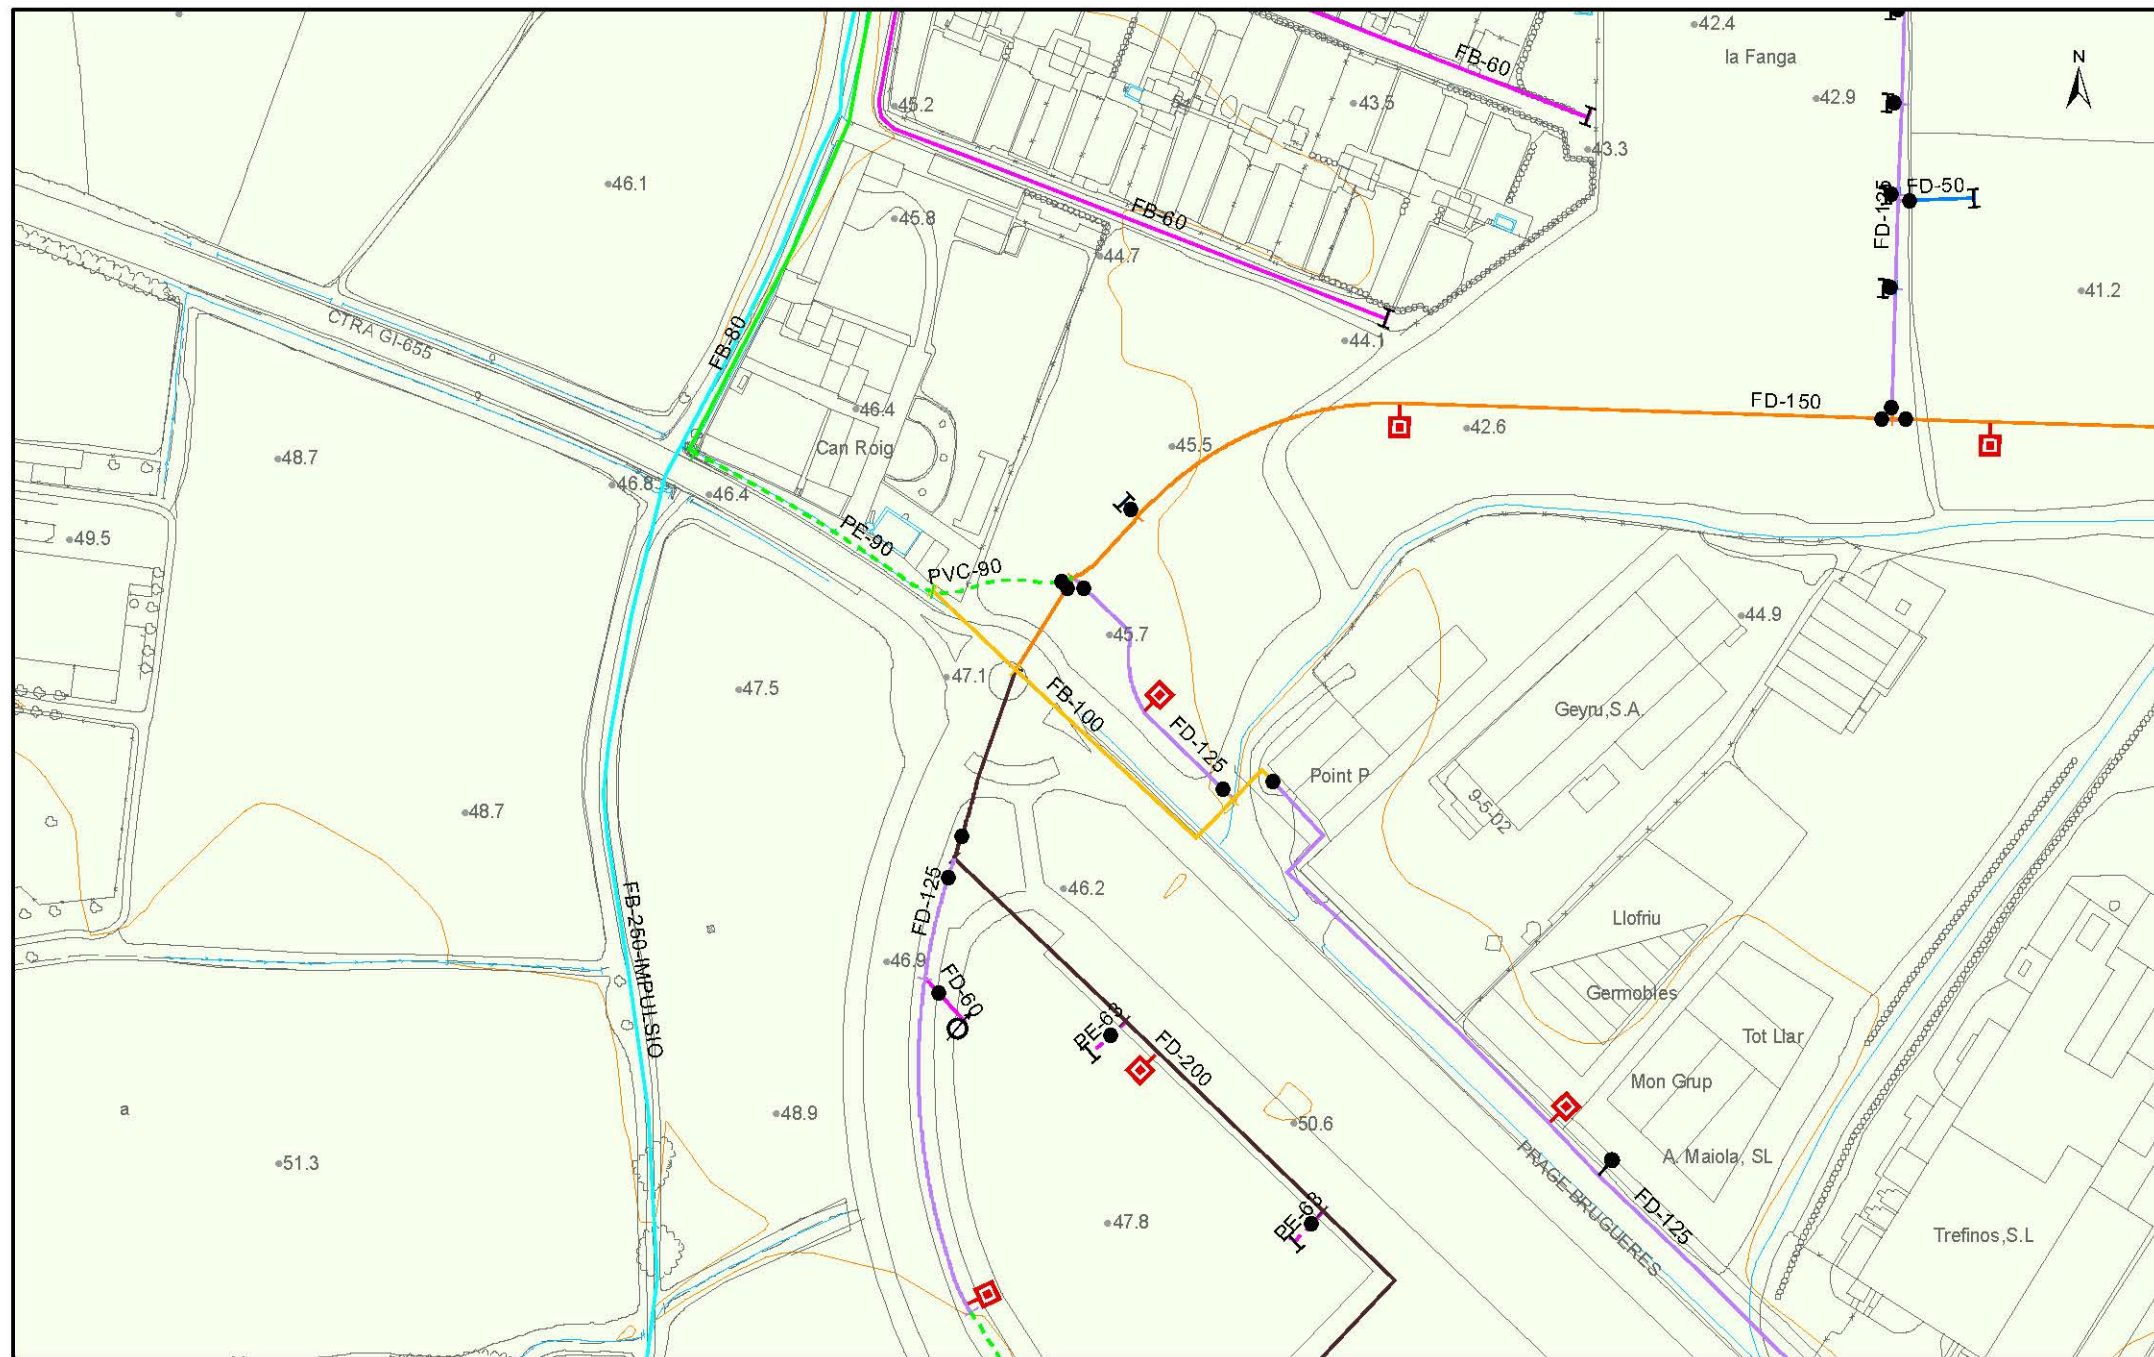 42.4
la Fanga
N
FB-60
45.2
43.5
42.9
43.3
46.1
FD-125
FD-50
45.8
FB-60
44.7
41.2
CTRA GI-655
FB-80
44.1
FD-150
46.4
42.6
Can Roig
45.5
48.7
46.8
46.4
49.5
PE-90
PVC-90
44.9
45.7
47.1
47.5
FB-100
Geyru,S.A.
FD-125
Point P
48.7
9-5-02
FD-125
46.2
FB-250-IMPULSIO
Llofriu
46.9
FD-60
Germobles
PE-63
FD-200
Tot Llar
Mon Grup
a
48.9
50.6
51.3
A. Maiola, SL
PRAGE BRUGUERES
FD-125
PE-63
47.8
Trefinos,S.L